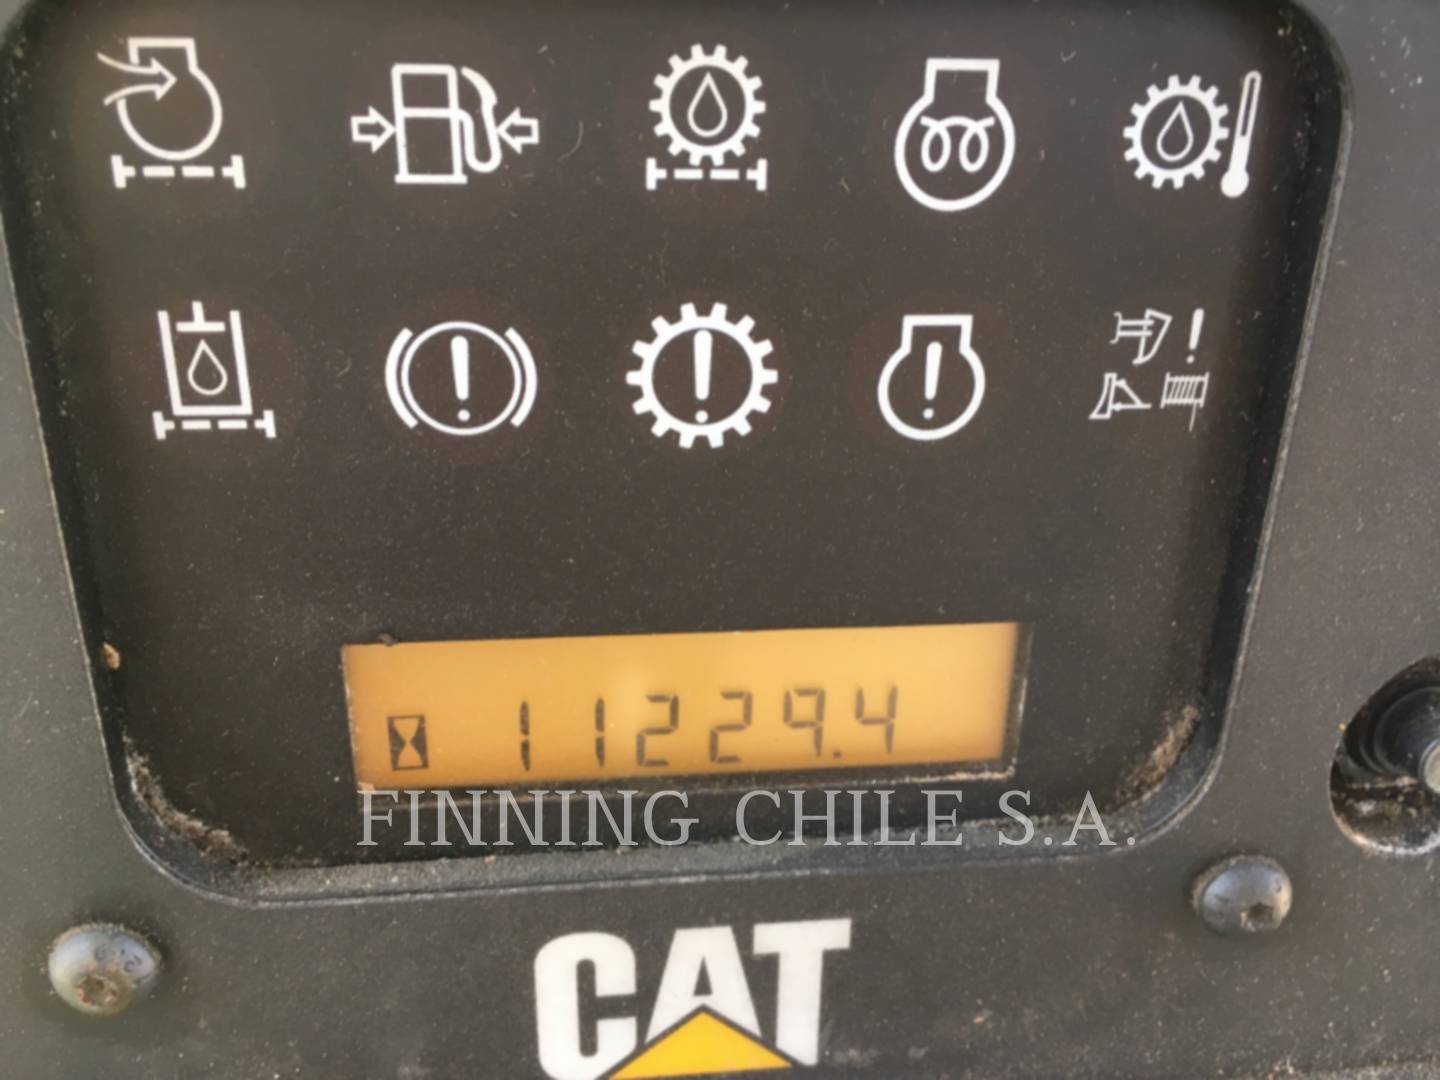 11229.4
FINNING CHILE S.A.
CAT